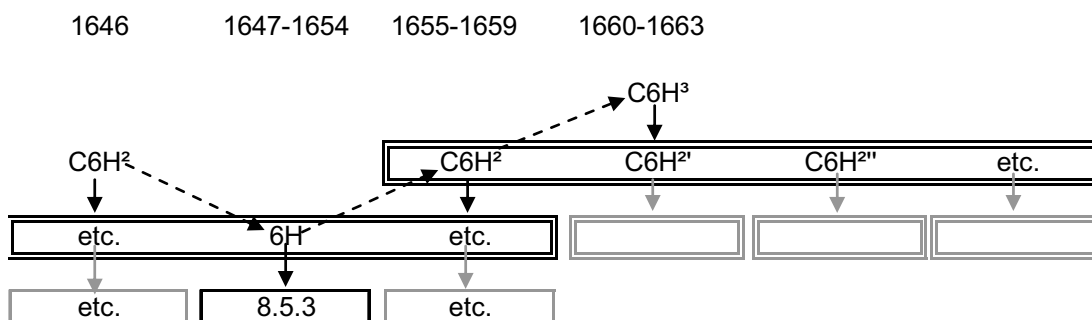 1646 1647-1654 1655-1659 1660-1663
C6H³
C6H² C6H² C6H²' C6H²'' etc.
etc. 6H etc.
etc. 8.5.3 etc.